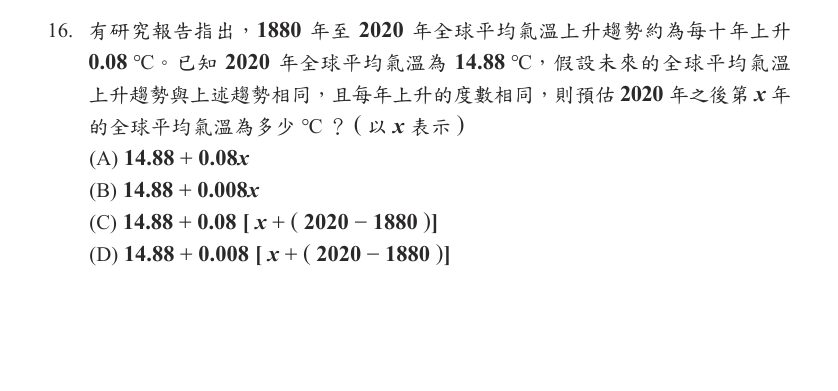 16. 有研究報告指出，1880 年至 2020 年全球平均氣溫上升趨勢約為每十年上升
0.08 ℃。已知 2020 年全球平均氣溫為 14.88 ℃，假設未來的全球平均氣溫
上升趨勢與上述趨勢相同，且每年上升的度數相同，則預估 2020 年之後第 x 年
的全球平均氣溫為多少 ℃？( 以 x 表示 )
(A) 14.88 + 0.08x
(B) 14.88 + 0.008x
(C) 14.88 + 0.08 [ x + ( 2020 − 1880 )]
(D) 14.88 + 0.008 [ x + ( 2020 − 1880 )]